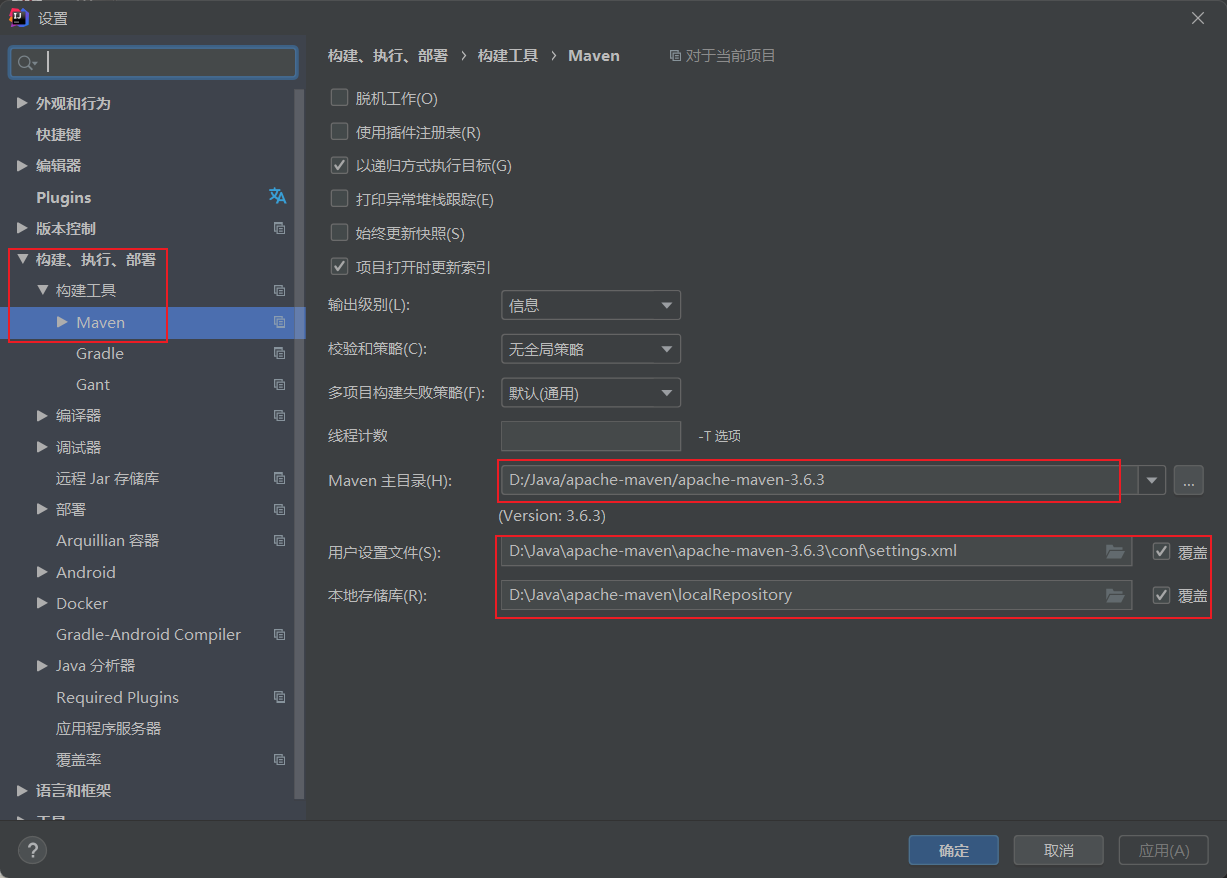 设置
构建、执行、部署 › 构建工具 › Maven 对于当前项目
外观和行为
快捷键
编辑器
Plugins
版本控制
构建、执行、部署
构建工具
Maven
Gradle
Gant
编译器
调试器
远程 Jar 存储库
部署
Arquillian 容器
Android
Docker
Gradle-Android Compiler
Java 分析器
Required Plugins
应用程序服务器
覆盖率
语言和框架
工具
脱机工作(O)
使用插件注册表(R)
以递归方式执行目标(G)
打印异常堆栈跟踪(E)
始终更新快照(S)
项目打开时更新索引
输出级别(L): 信息
校验和策略(C): 无全局策略
多项目构建失败策略(F): 默认(通用)
线程计数 -T 选项
Maven 主目录(H): D:/Java/apache-maven/apache-maven-3.6.3 ...
(Version: 3.6.3)
用户设置文件(S): D:\Java\apache-maven\apache-maven-3.6.3\conf\settings.xml 覆盖
本地存储库(R): D:\Java\apache-maven\localRepository 覆盖
? 确定 取消 应用(A)